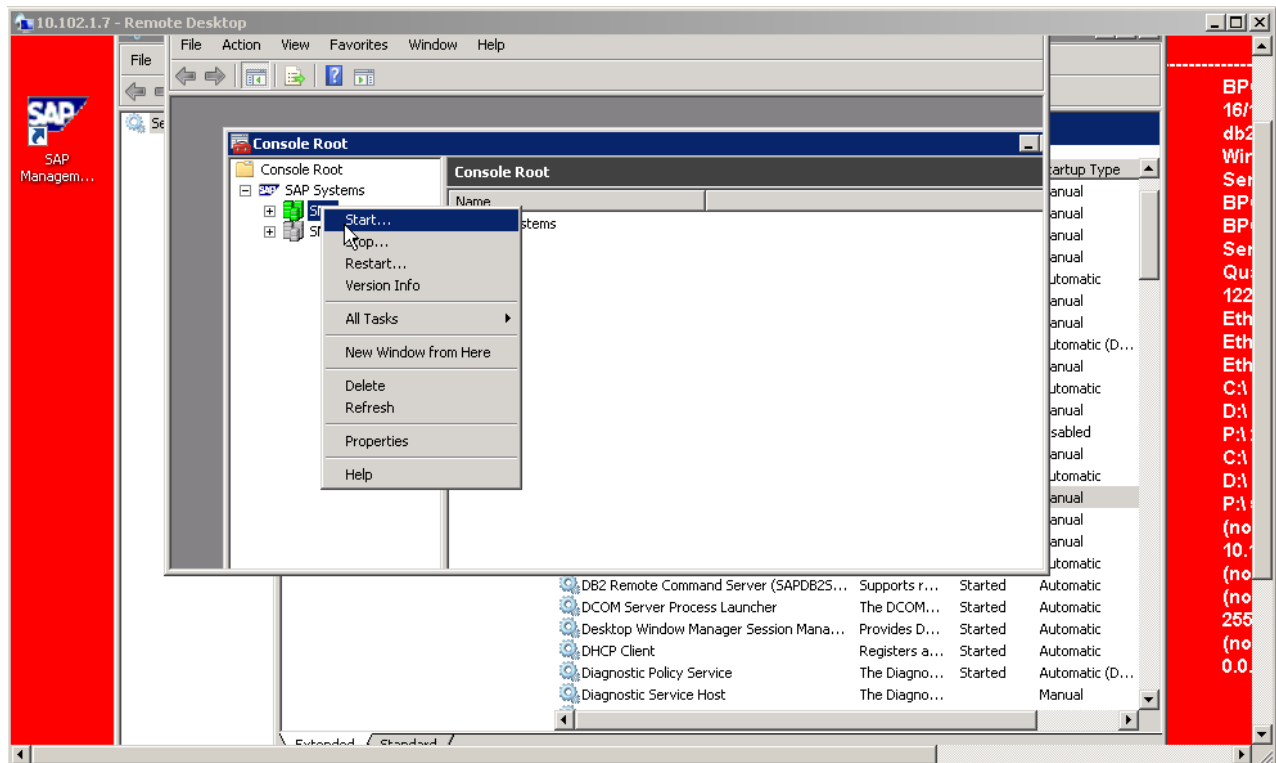 10.102.1.7 - Remote Desktop
File Action View Favorites Window Help
File
SAP
SAP
Managem...
Console Root
Console Root
SAP Systems
Console Root
Name
Start...
Stop...
Restart...
Version Info
All Tasks
New Window from Here
Delete
Refresh
Properties
Help
stems
artup Type
anual
anual
anual
anual
utomatic
anual
anual
utomatic (D...
anual
utomatic
anual
sabled
anual
utomatic
anual
anual
anual
utomatic
DB2 Remote Command Server (SAPDB2S... Supports r... Started Automatic
DCOM Server Process Launcher The DCOM... Started Automatic
Desktop Window Manager Session Mana... Provides D... Started Automatic
DHCP Client Registers a... Started Automatic
Diagnostic Policy Service The Diagno... Started Automatic (D...
Diagnostic Service Host The Diagno... Manual
Extended Standard
BP
16/
db2
Wir
Ser
BP
BP
Ser
Qu
122
Eth
Eth
Eth
C:\
D:\
P:\
C:\
D:\
P:\
(no
10.
(no
(no
255
(no
0.0.